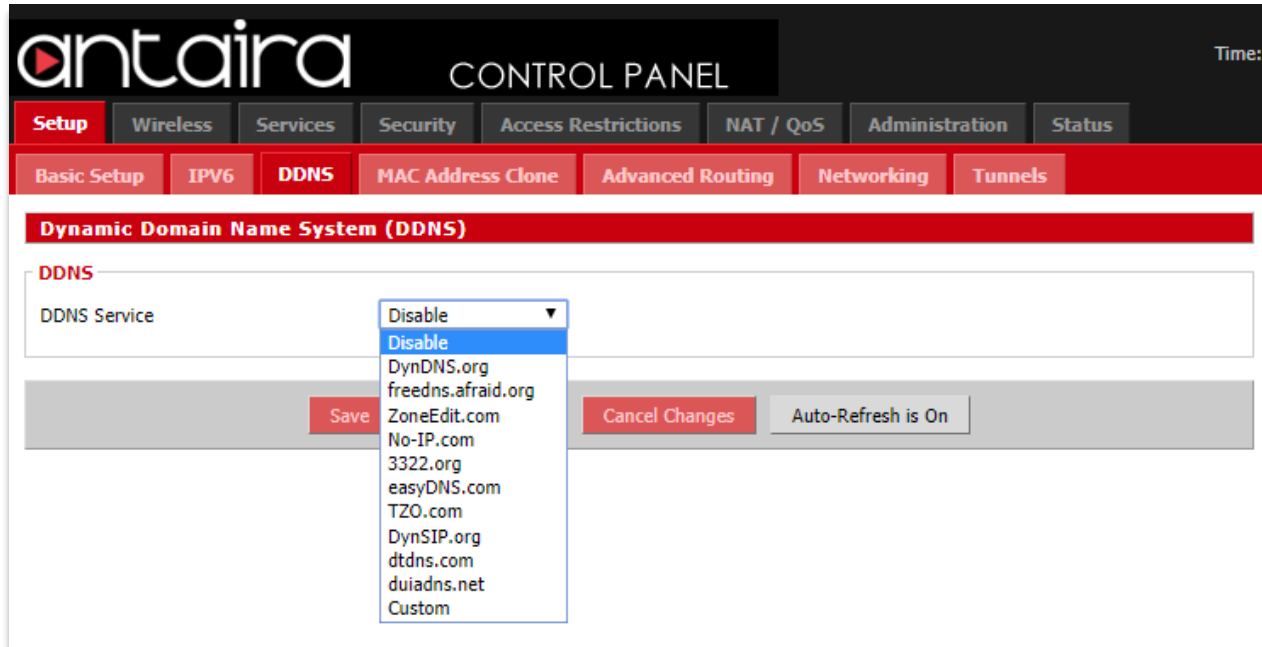 antaira CONTROL PANEL Time:
Setup Wireless Services Security Access Restrictions NAT / QoS Administration Status
Basic Setup IPV6 DDNS MAC Address Clone Advanced Routing Networking Tunnels
Dynamic Domain Name System (DDNS)
DDNS
DDNS Service Disable
Disable
DynDNS.org
freedns.afraid.org
Save ZoneEdit.com Cancel Changes Auto-Refresh is On
No-IP.com
3322.org
easyDNS.com
TZO.com
DynSIP.org
dtdns.com
duiadns.net
Custom